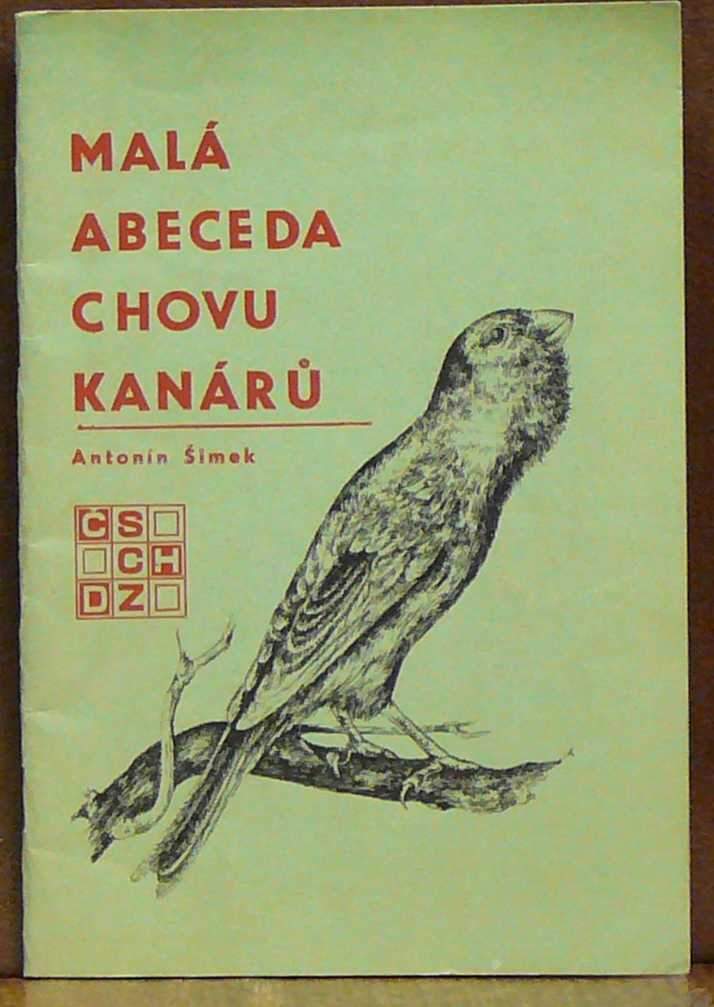 MALÁ
ABECEDA
CHOVU
KANÁRŮ
Antonín Šimek
ČS
CH
DZ